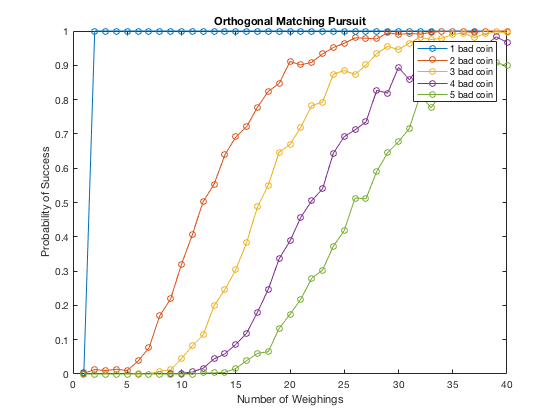 Orthogonal Matching Pursuit
1 bad coin
2 bad coin
3 bad coin
4 bad coin
5 bad coin
Probability of Success
1
0.9
0.8
0.7
0.6
0.5
0.4
0.3
0.2
0.1
0
0 5 10 15 20 25 30 35 40
Number of Weighings